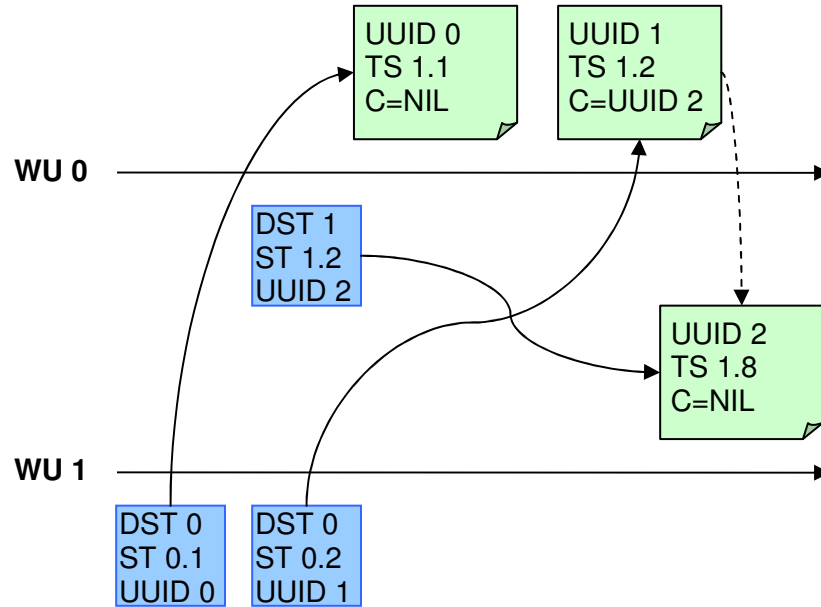 UUID 0
TS 1.1
C=NIL
UUID 1
TS 1.2
C=UUID 2
WU 0
DST 1
ST 1.2
UUID 2
UUID 2
TS 1.8
C=NIL
WU 1
DST 0
ST 0.1
UUID 0
DST 0
ST 0.2
UUID 1